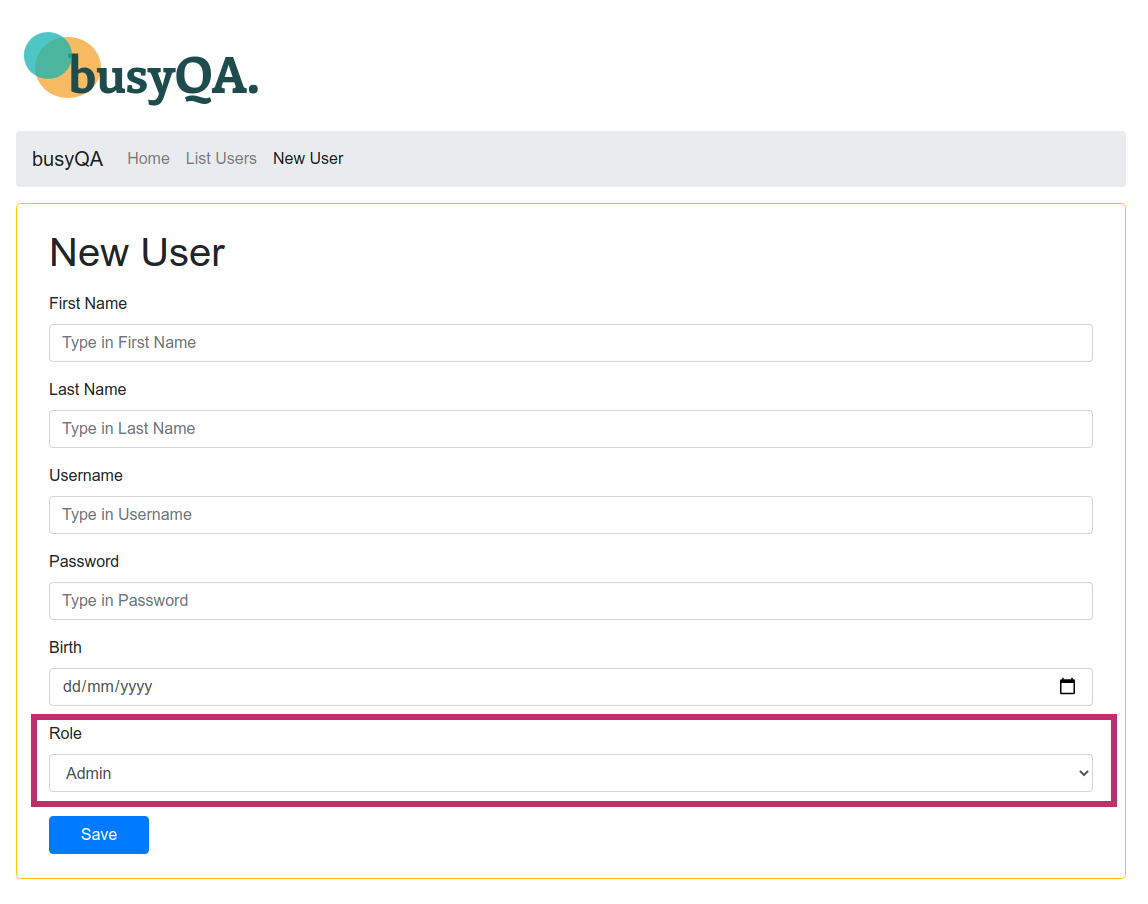 busyQA.
busyQA Home List Users New User
New User
First Name
Type in First Name
Last Name
Type in Last Name
Username
Type in Username
Password
Type in Password
Birth
dd/mm/yyyy
Role
Admin
Save